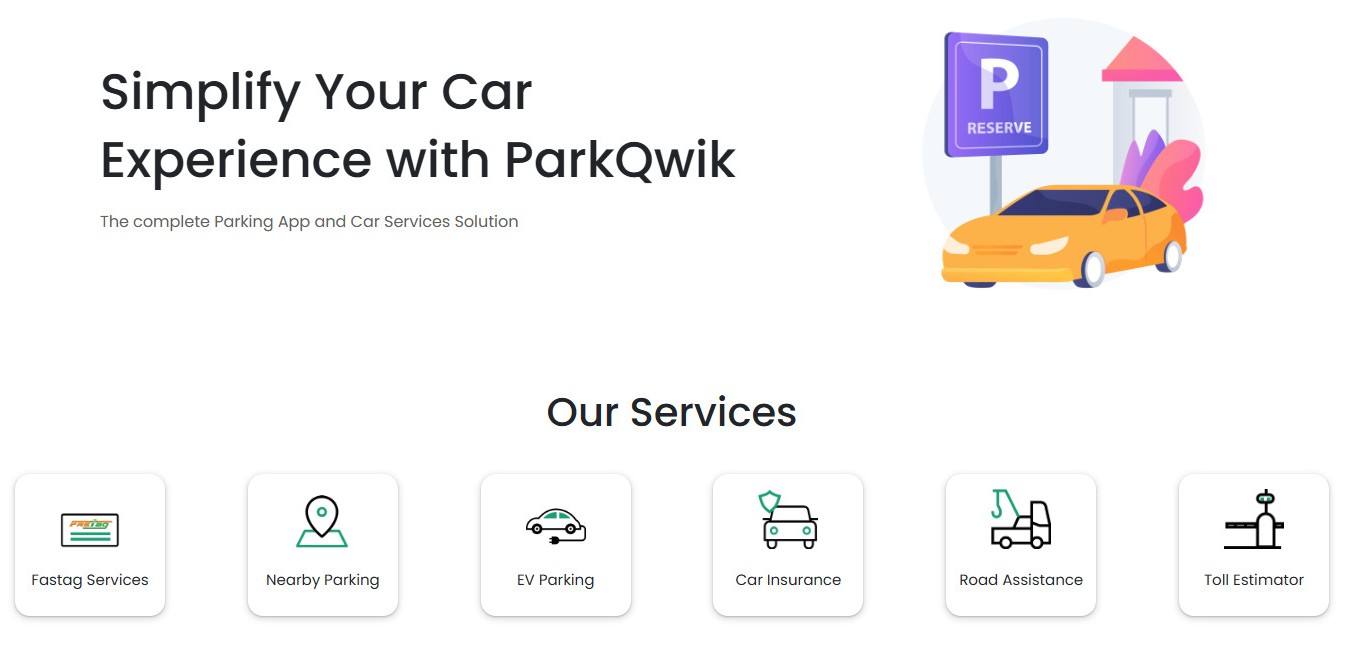 Simplify Your Car
Experience with ParkQwik
The complete Parking App and Car Services Solution
P
RESERVE
Our Services
FASTag
Fastag Services
Nearby Parking
EV Parking
Car Insurance
Road Assistance
Toll Estimator